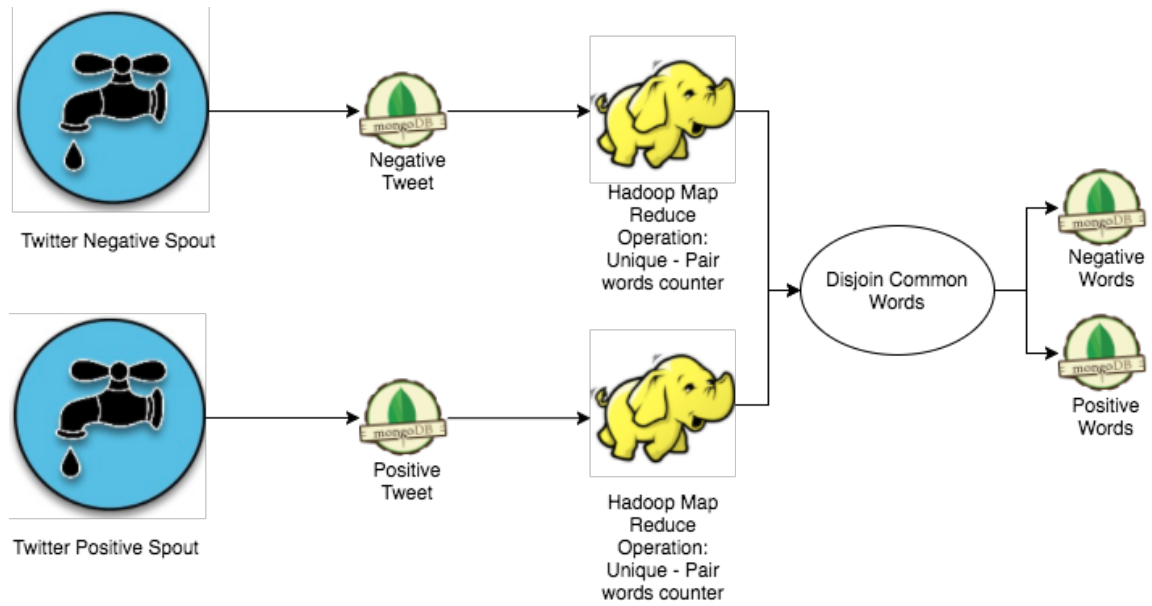 mongoDB
Negative
Tweet
Twitter Negative Spout
Hadoop Map
Reduce
Operation:
Unique - Pair
words counter
mongoDB
Positive
Tweet
Twitter Positive Spout
Hadoop Map
Reduce
Operation:
Unique - Pair
words counter
Disjoin Common
Words
mongoDB
Negative
Words
mongoDB
Positive
Words